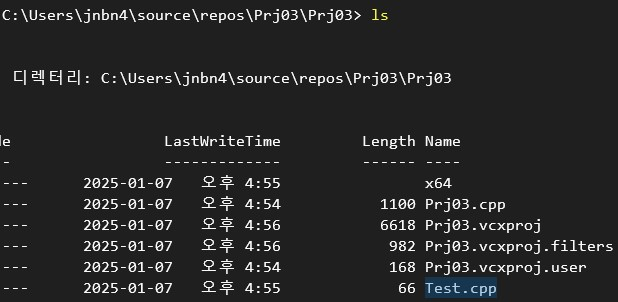 C:\Users\jnbn4\source\repos\Prj03\Prj03> ls
디렉터리: C:\Users\jnbn4\source\repos\Prj03\Prj03
de LastWriteTime Length Name
-- ------------- ------ ----
--- 2025-01-07 오후 4:55 x64
--- 2025-01-07 오후 4:54 1100 Prj03.cpp
--- 2025-01-07 오후 4:56 6618 Prj03.vcxproj
--- 2025-01-07 오후 4:56 982 Prj03.vcxproj.filters
--- 2025-01-07 오후 4:54 168 Prj03.vcxproj.user
--- 2025-01-07 오후 4:55 66 Test.cpp